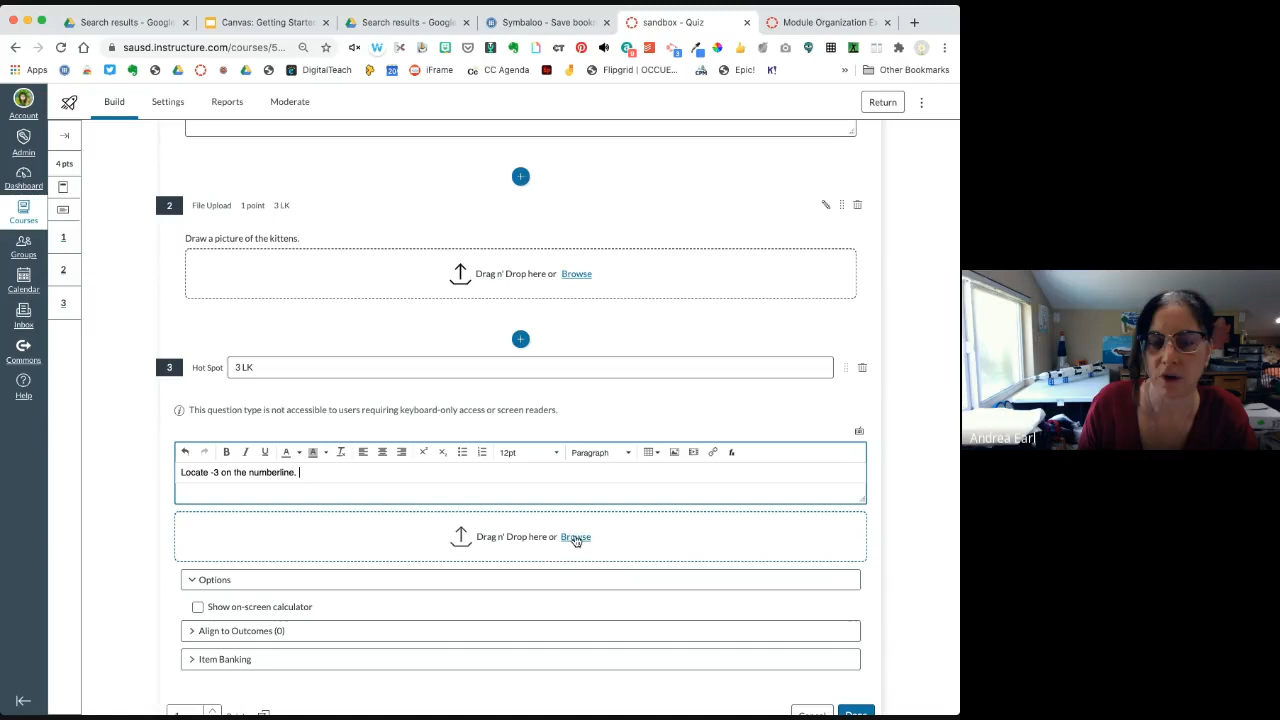 Search results - Google
Canvas: Getting Started
Search results - Google
Symbaloo - Save bookm
sandbox - Quiz
Module Organization Ex
sausd.instructure.com/courses/5...
Apps
DigitalTeach
iFrame
CC Agenda
Flipgrid | OCCUE...
Epic!
K!
Other Bookmarks
Account
Admin
Dashboard
Courses
Groups
Calendar
Inbox
Commons
Help
Build
Settings
Reports
Moderate
Return
4 pts
1
2
3
2
File Upload
1 point
3 LK
Draw a picture of the kittens.
Drag n' Drop here or Browse
3
Hot Spot
3 LK
This question type is not accessible to users requiring keyboard-only access or screen readers.
12pt
Paragraph
Locate -3 on the numberline.
Drag n' Drop here or Browse
Options
Show on-screen calculator
Align to Outcomes (0)
Item Banking
Cancel
Done
Andrea Earl